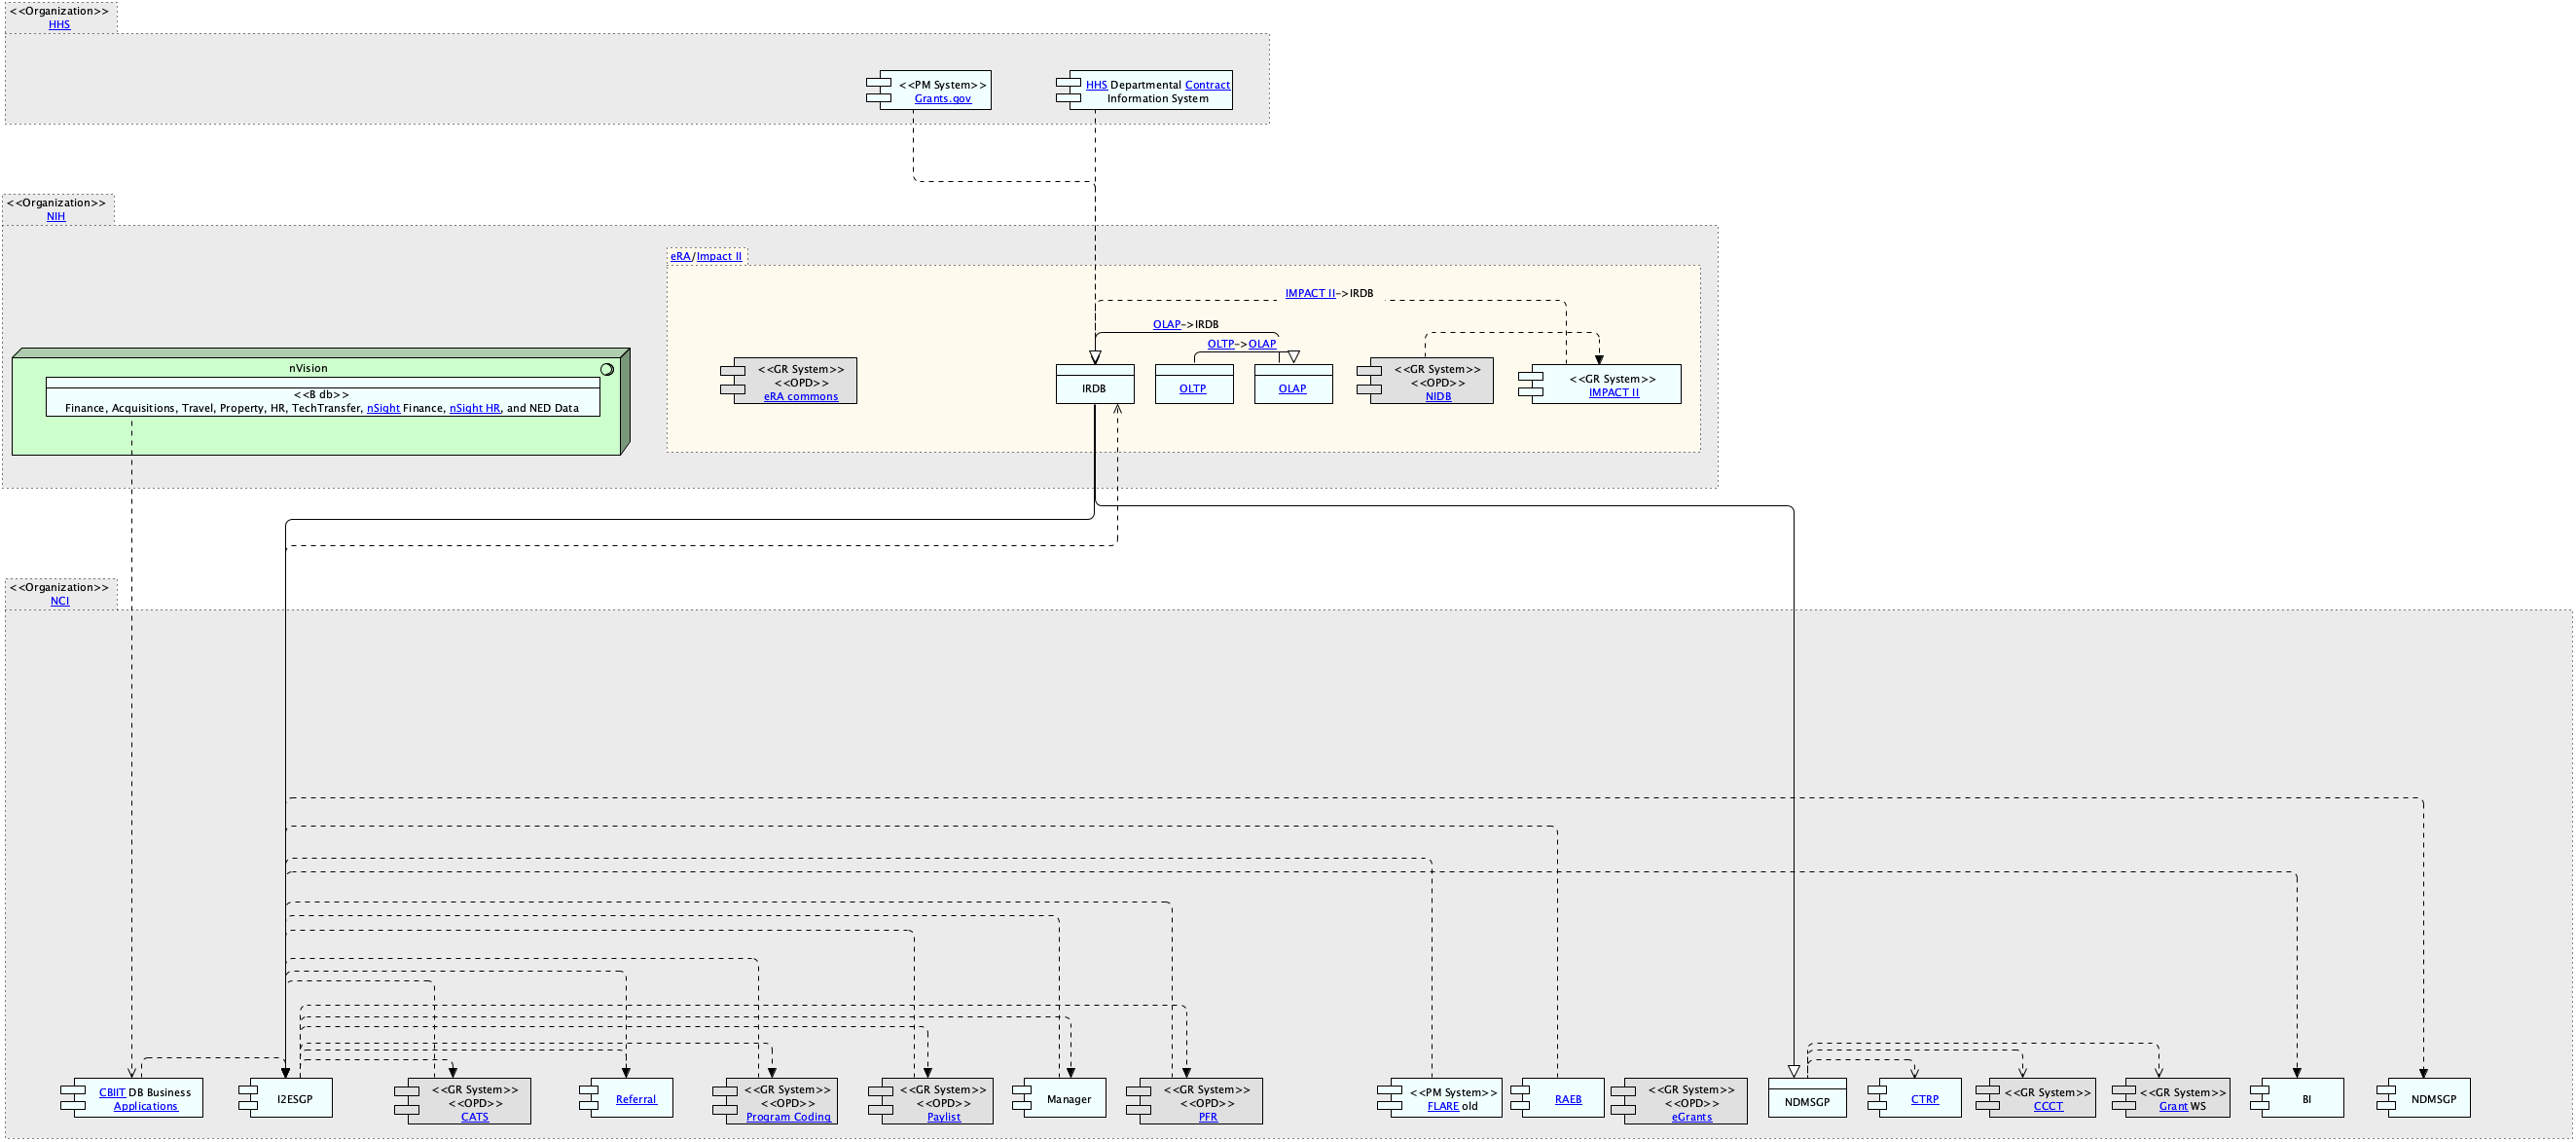 <<Organization>>
HHS
<<PM System>>
Grants.gov
HHS Departmental Contract
Information System
<<Organization>>
NIH
eRA/Impact II
IMPACT II->IRDB
OLAP->IRDB
OLTP->OLAP
nVision
<<B db>>
Finance, Acquisitions, Travel, Property, HR, TechTransfer, nSight Finance, nSight HR, and NED Data
<<GR System>>
<<OPD>>
eRA commons
IRDB
OLTP
OLAP
<<GR System>>
<<OPD>>
NIDB
<<GR System>>
IMPACT II
<<Organization>>
NCI
CBIIT DB Business
Applications
I2ESGP
<<GR System>>
<<OPD>>
CATS
Referral
<<GR System>>
<<OPD>>
Program Coding
<<GR System>>
<<OPD>>
Paylist
Manager
<<GR System>>
<<OPD>>
PFR
<<PM System>>
FLARE old
RAEB
<<GR System>>
<<OPD>>
eGrants
NDMSGP
CTRP
<<GR System>>
CCCT
<<GR System>>
Grant WS
BI
NDMSGP